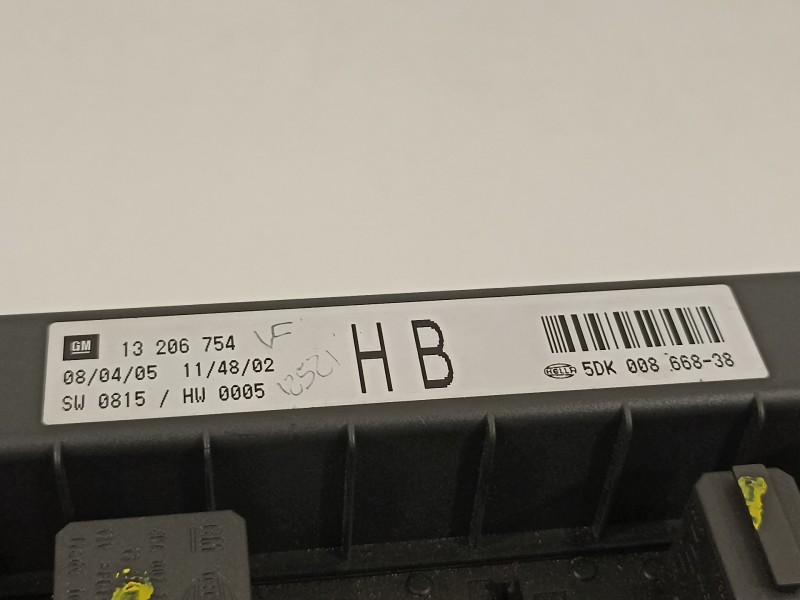 GM 13 206 754 VF
08/04/05 11/48/02
SW 0815 / HW 0005
HB
HELLA 5DK 008 668-38